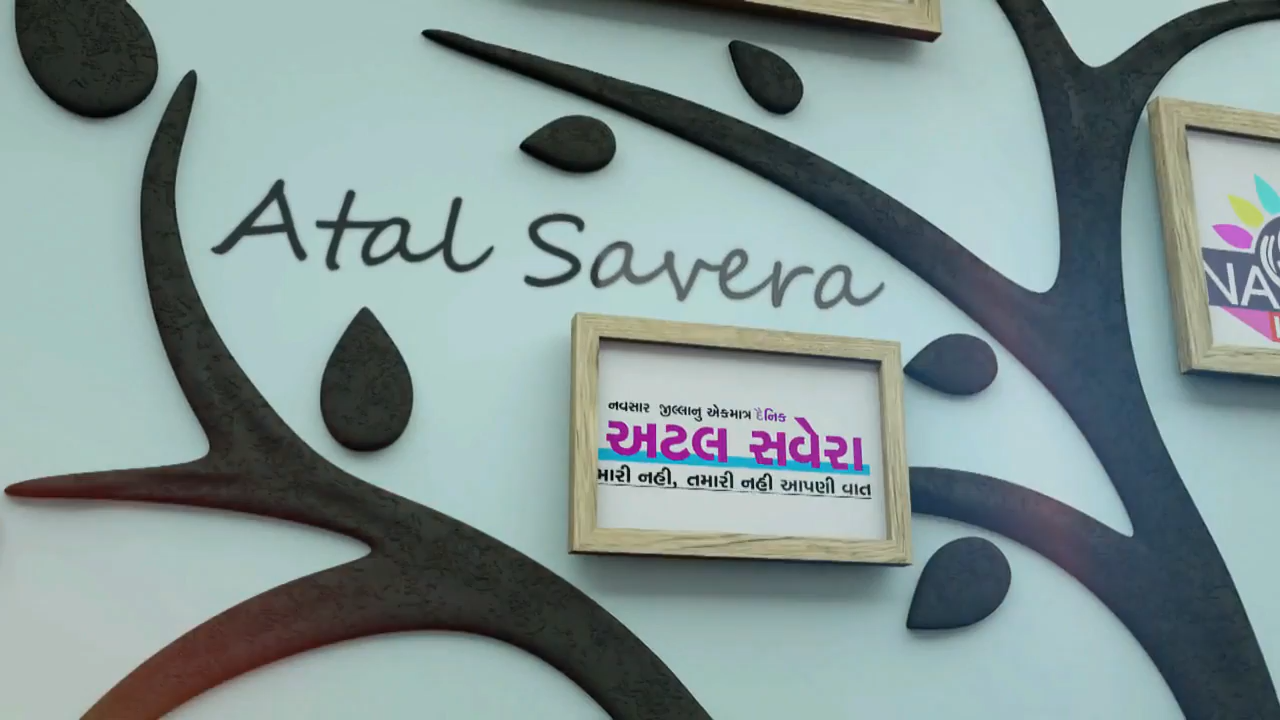 Atal Savera
નવસાર જીલ્લાનુ એકમાત્ર દૈનિક
અટલ સવેરા
મારી નહી, તમારી નહી આપણી વાત